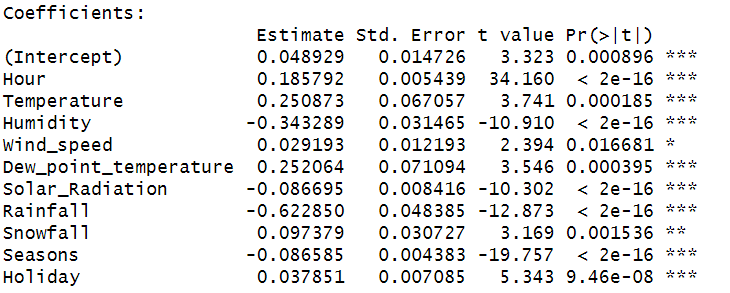 Coefficients:
                        Estimate Std. Error t value Pr(>|t|)
(Intercept)             0.048929   0.014726   3.323 0.000896 ***
Hour                    0.185792   0.005439  34.160  < 2e-16 ***
Temperature             0.250873   0.067057   3.741 0.000185 ***
Humidity               -0.343289   0.031465 -10.910  < 2e-16 ***
Wind_speed              0.029193   0.012193   2.394 0.016681 *
Dew_point_temperature   0.252064   0.071094   3.546 0.000395 ***
Solar_Radiation        -0.086695   0.008416 -10.302  < 2e-16 ***
Rainfall               -0.622850   0.048385 -12.873  < 2e-16 ***
Snowfall                0.097379   0.030727   3.169 0.001536 **
Seasons                -0.086585   0.004383 -19.757  < 2e-16 ***
Holiday                 0.037851   0.007085   5.343 9.46e-08 ***